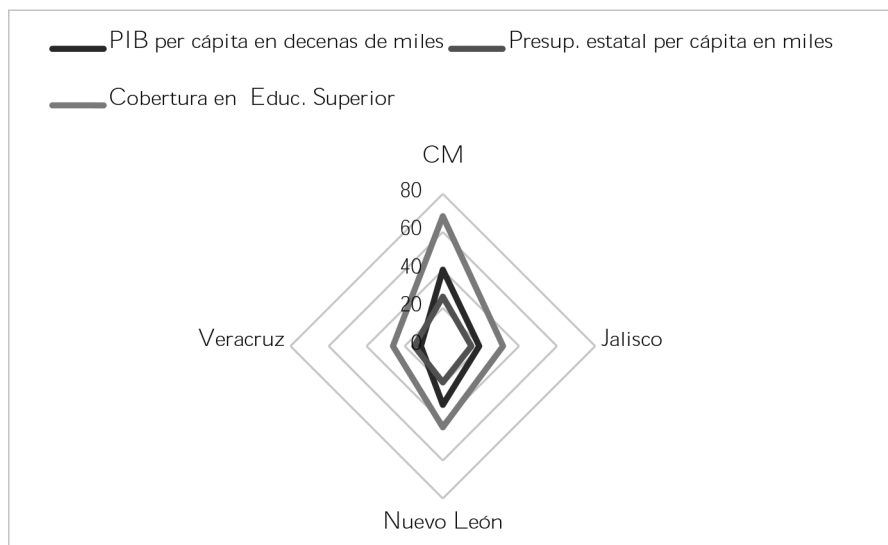 PIB per cápita en decenas de miles Presup. estatal per cápita en miles
Cobertura en Educ. Superior
CM
80
60
40
20
Veracruz 0 Jalisco
Nuevo León